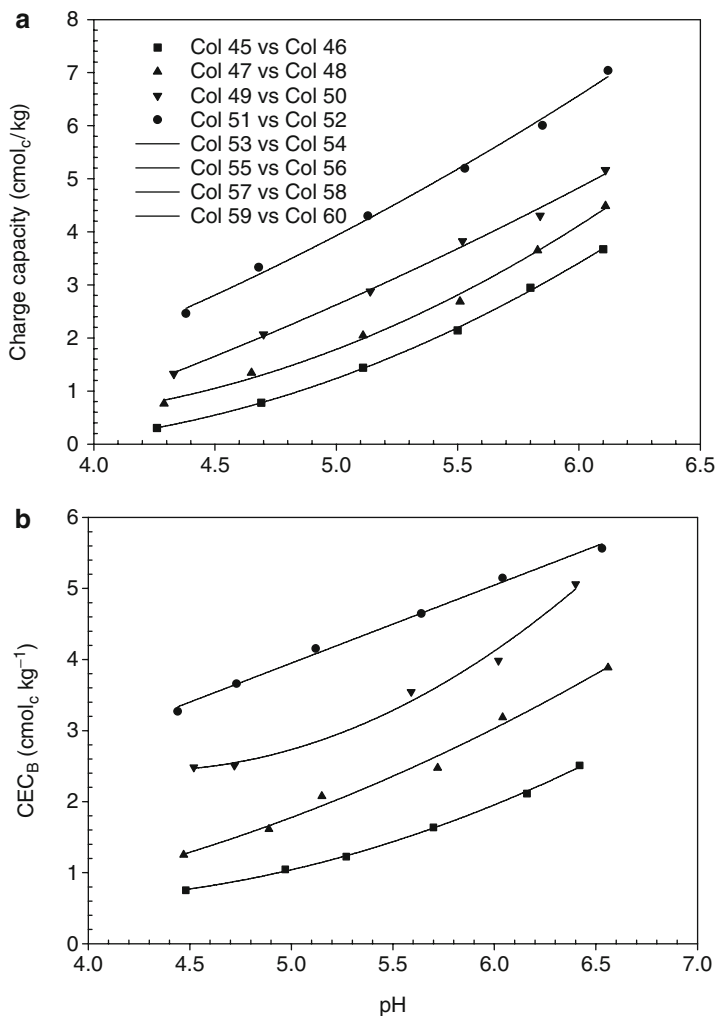 a
8
7
6
5
4
3
2
1
0
Charge capacity (cmol_c/kg)
Col 45 vs Col 46
Col 47 vs Col 48
Col 49 vs Col 50
Col 51 vs Col 52
Col 53 vs Col 54
Col 55 vs Col 56
Col 57 vs Col 58
Col 59 vs Col 60
4.0 4.5 5.0 5.5 6.0 6.5
b
6
5
4
3
2
1
0
CEC_B (cmol_c kg⁻¹)
4.0 4.5 5.0 5.5 6.0 6.5 7.0
pH